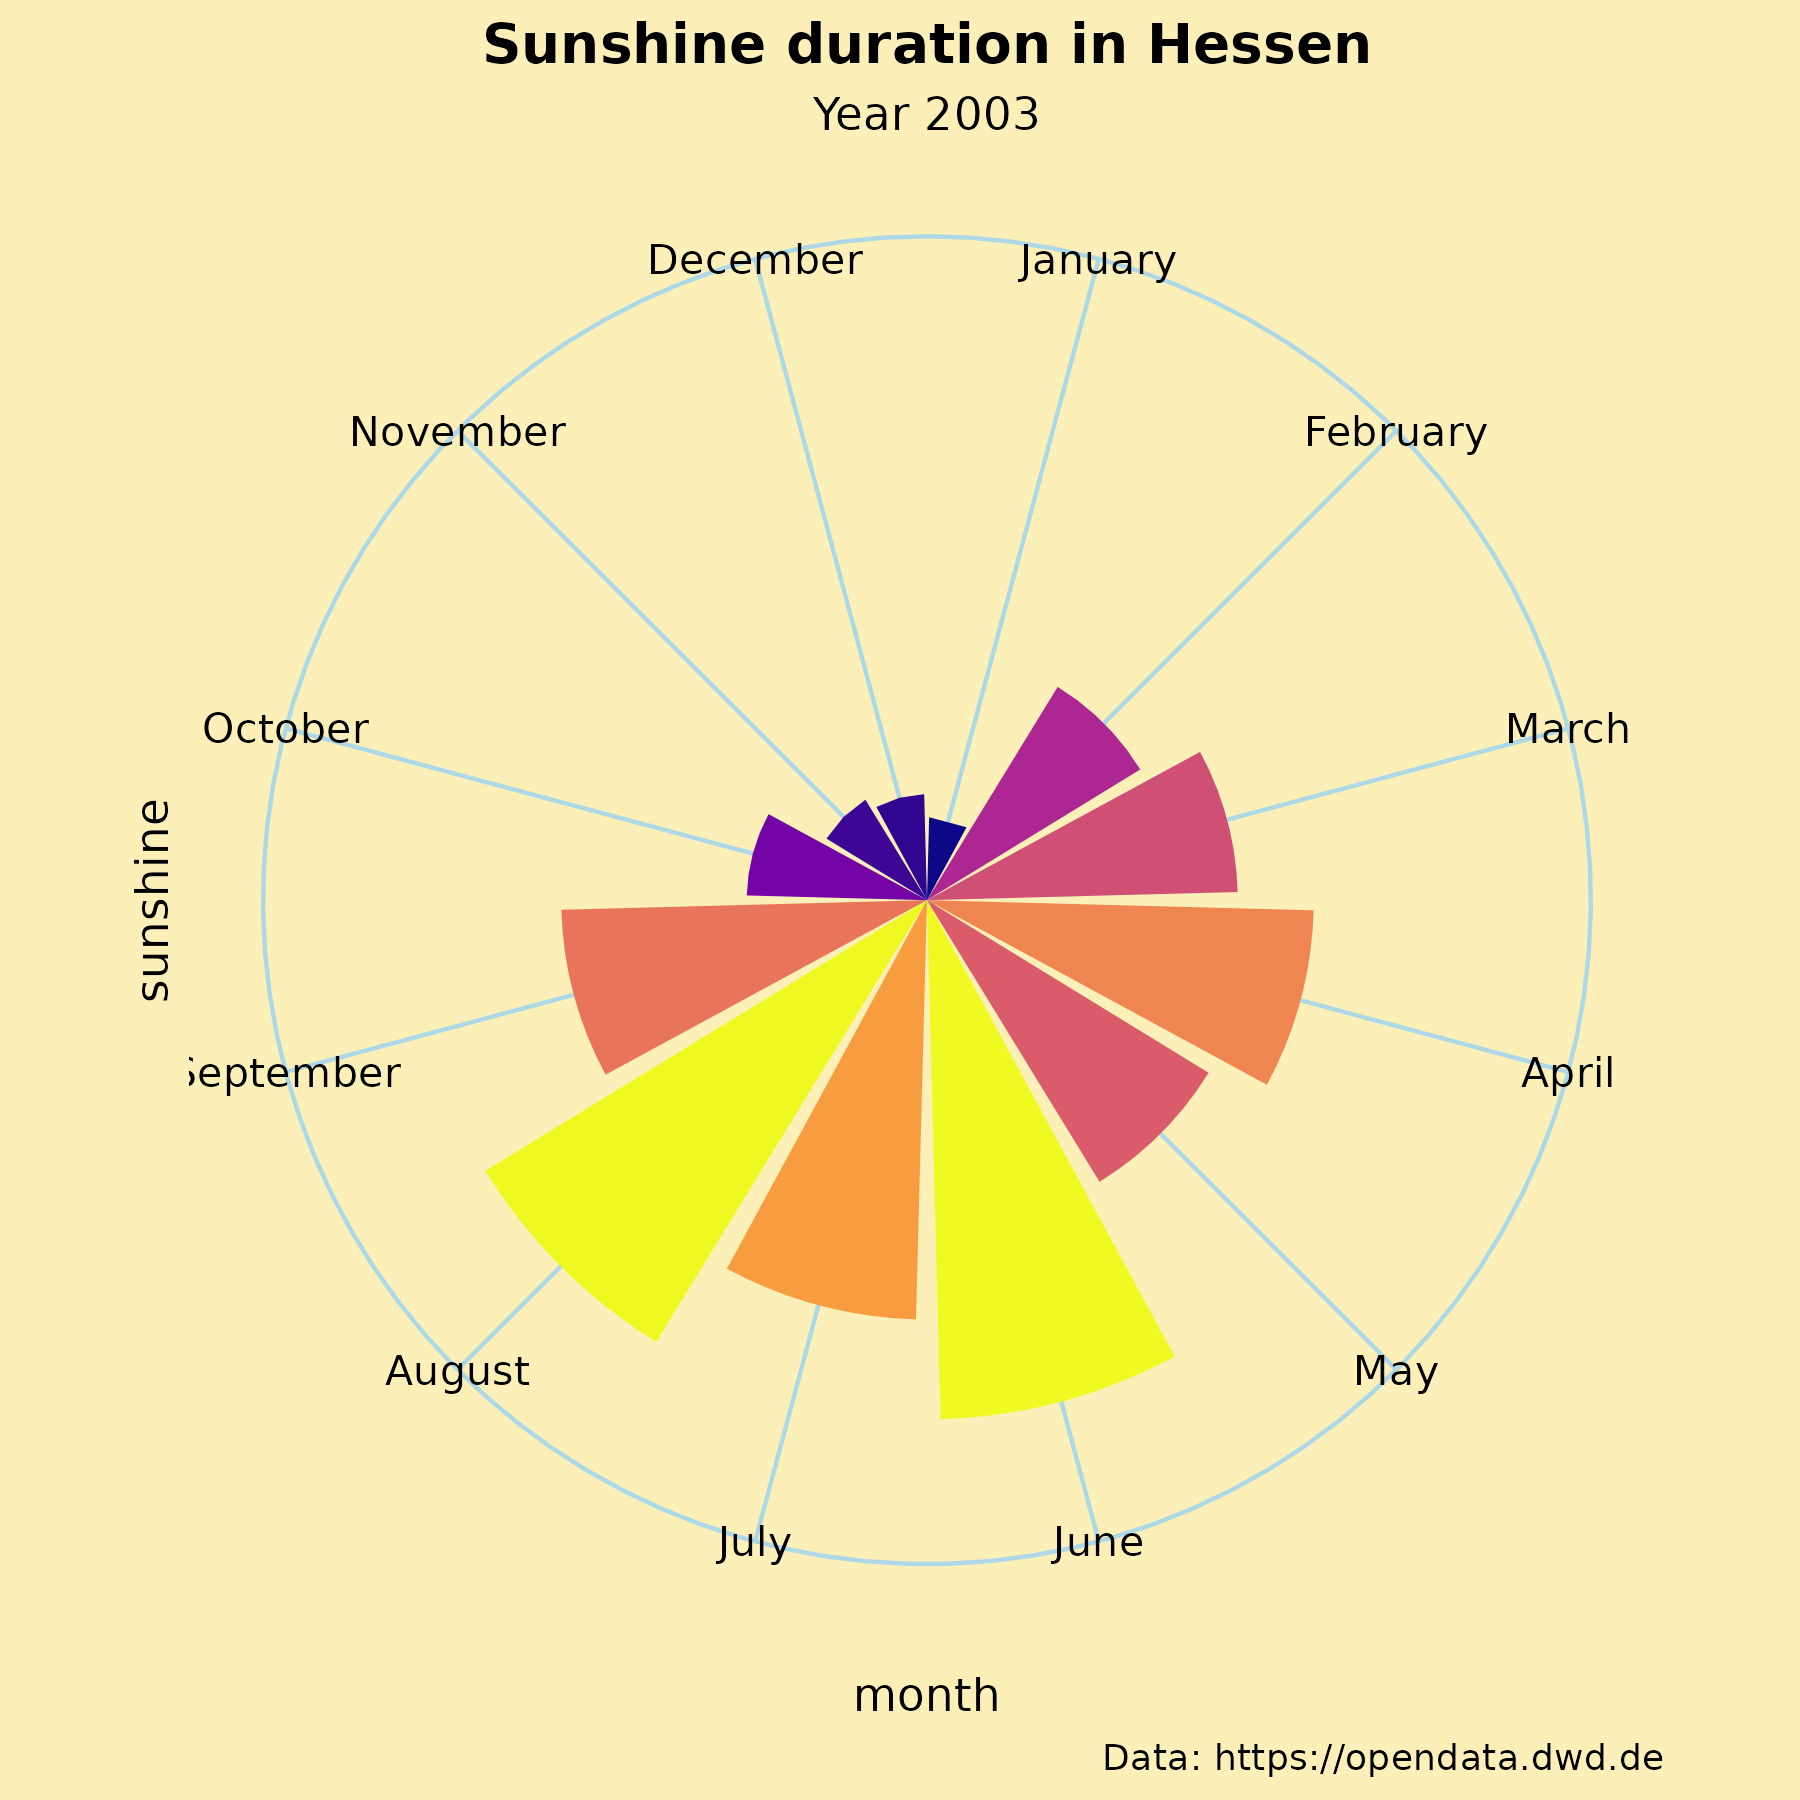 Sunshine duration in Hessen
Year 2003
December
January
November
February
October
March
sunshine
September
April
August
May
July
June
month
Data: https://opendata.dwd.de